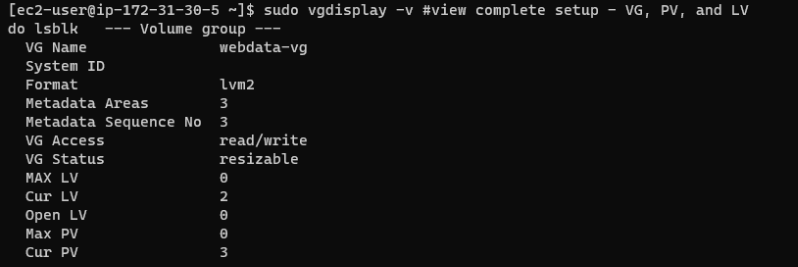 [ec2-user@ip-172-31-30-5 ~]$ sudo vgdisplay -v #view complete setup - VG, PV, and LV
do lsblk   --- Volume group ---
  VG Name               webdata-vg
  System ID
  Format                lvm2
  Metadata Areas        3
  Metadata Sequence No  3
  VG Access             read/write
  VG Status             resizable
  MAX LV                0
  Cur LV                2
  Open LV               0
  Max PV                0
  Cur PV                3